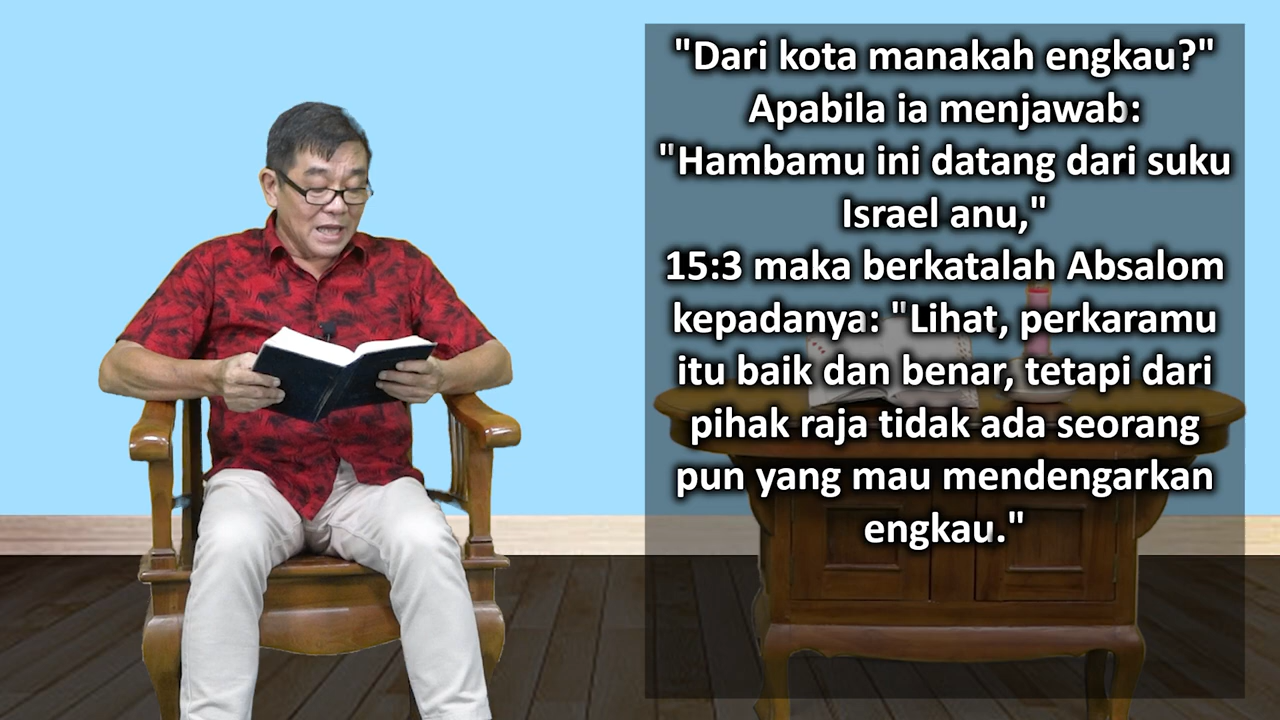 "Dari kota manakah engkau?"
Apabila ia menjawab:
"Hambamu ini datang dari suku
Israel anu,"
15:3 maka berkatalah Absalom
kepadanya: "Lihat, perkaramu
itu baik dan benar, tetapi dari
pihak raja tidak ada seorang
pun yang mau mendengarkan
engkau."